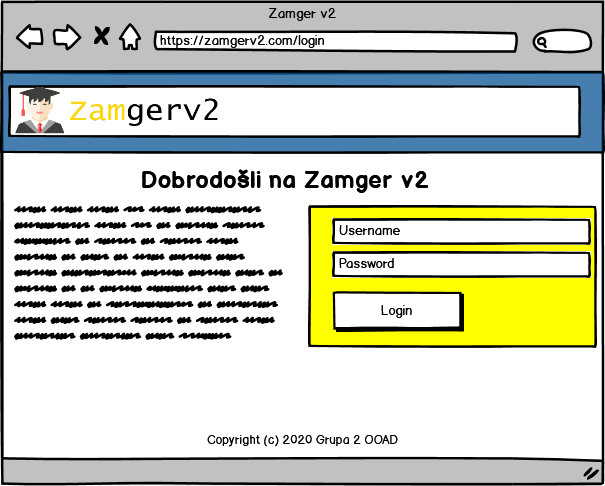 Zamger v2
https://zamgerv2.com/login
Zamgerv2
Dobrodošli na Zamger v2
Username
Password
Login
Copyright (c) 2020 Grupa 2 OOAD